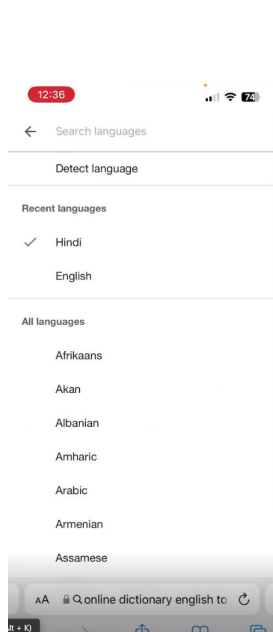 12:36
74
Search languages
Detect language
Recent languages
Hindi
English
All languages
Afrikaans
Akan
Albanian
Amharic
Arabic
Armenian
Assamese
AA online dictionary english to
lt + K)